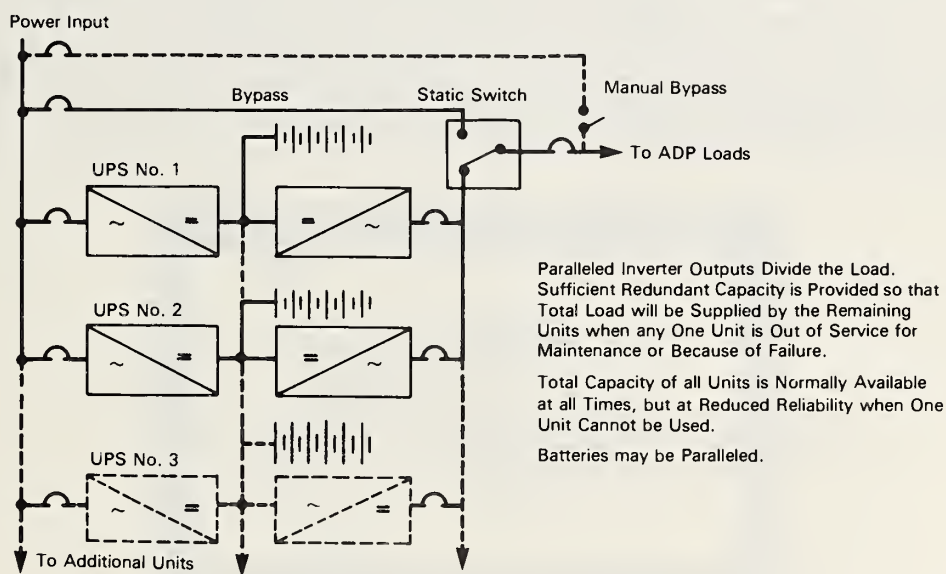 Power Input
Bypass
Static Switch
Manual Bypass
To ADP Loads
UPS No. 1
~ =
= ~
UPS No. 2
~ =
= ~
UPS No. 3
~ =
~ =
To Additional Units
Paralleled Inverter Outputs Divide the Load.
Sufficient Redundant Capacity is Provided so that
Total Load will be Supplied by the Remaining
Units when any One Unit is Out of Service for
Maintenance or Because of Failure.
Total Capacity of all Units is Normally Available
at all Times, but at Reduced Reliability when One
Unit Cannot be Used.
Batteries may be Paralleled.